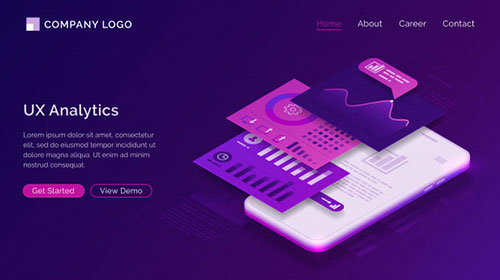 COMPANY LOGO
Home
About
Career
Contact
UX Analytics
Lorem ipsum dolor sit amet, consectetur
elit, sed do eiusmod tempor incididunt
dolore magna aliqua. Ut enim ad minim
nostrud consequat.
Get Started
View Demo